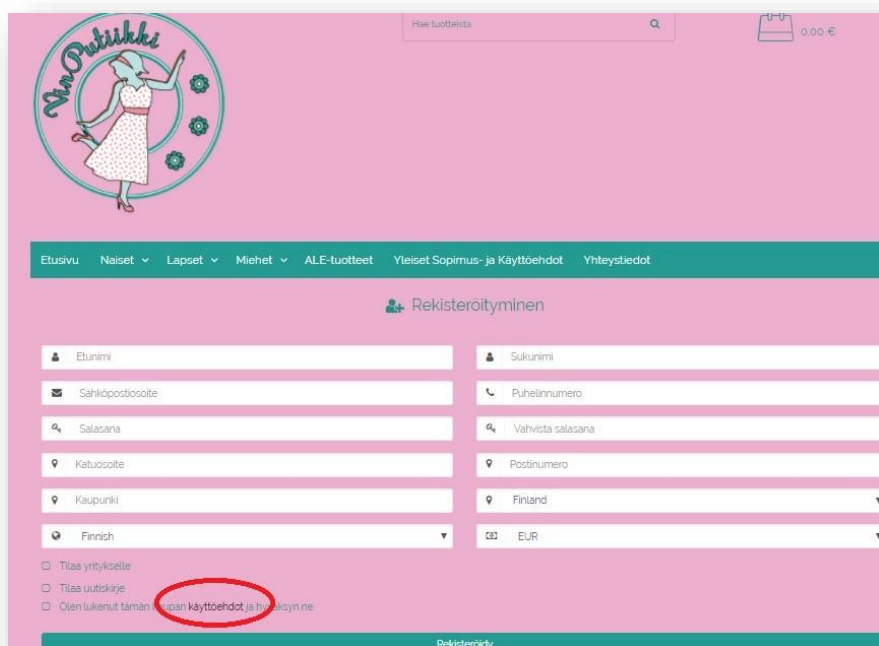 VinPutiikki
Hae tuotteista
0,00 €
Etusivu Naiset Lapset Miehet ALE-tuotteet Yleiset Sopimus- ja Käyttöehdot Yhteystiedot
Rekisteröityminen
Etunimi Sukunimi
Sähköpostiosoite Puhelinnumero
Salasana Vahvista salasana
Katuosoite Postinumero
Kaupunki Finland
Finnish EUR
Tilaa yritykselle
Tilaa uutiskirje
Olen lukenut tämän kaupan käyttöehdot ja hyväksyn ne.
Rekisteröidy